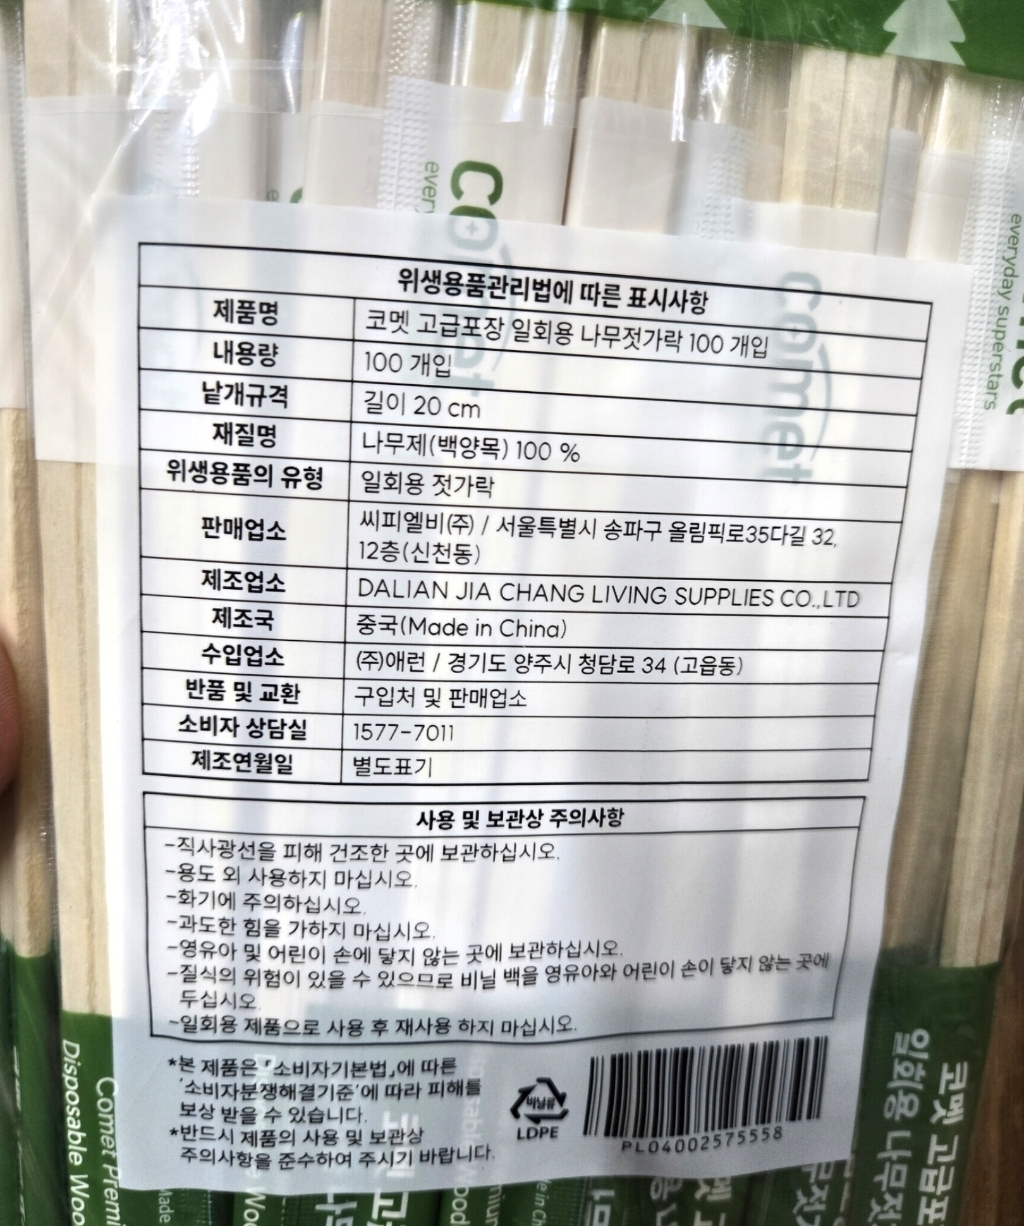 위생용품관리법에 따른 표시사항
제품명 코멧 고급포장 일회용 나무젓가락 100 개입
내용량 100 개입
낱개규격 길이 20 cm
재질명 나무제(백양목) 100 %
위생용품의 유형 일회용 젓가락
판매업소 씨피엘비(주) / 서울특별시 송파구 올림픽로35다길 32,
12층(신천동)
제조업소 DALIAN JIA CHANG LIVING SUPPLIES CO.,LTD
제조국 중국(Made in China)
수입업소 (주)애런 / 경기도 양주시 청담로 34 (고읍동)
반품 및 교환 구입처 및 판매업소
소비자 상담실 1577-7011
제조연월일 별도표기
사용 및 보관상 주의사항
-직사광선을 피해 건조한 곳에 보관하십시오.
-용도 외 사용하지 마십시오.
-화기에 주의하십시오.
-과도한 힘을 가하지 마십시오.
-영유아 및 어린이 손에 닿지 않는 곳에 보관하십시오.
-질식의 위험이 있을 수 있으므로 비닐 백을 영유아와 어린이 손이 닿지 않는 곳에
두십시오.
-일회용 제품으로 사용 후 재사용 하지 마십시오.
*본 제품은 「소비자기본법」에 따른
'소비자분쟁해결기준'에 따라 피해를
보상 받을 수 있습니다.
*반드시 제품의 사용 및 보관상
주의사항을 준수하여 주시기 바랍니다.
비닐류
LDPE
PL04002575558
comet
comet
everyday superstars
Disposable
Comet
코멧
일회용